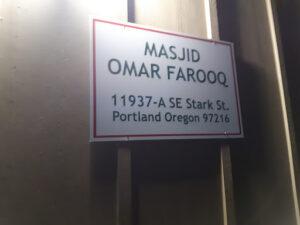 MASJID
OMAR FAROOQ
11937-A SE Stark St.
Portland Oregon 97216